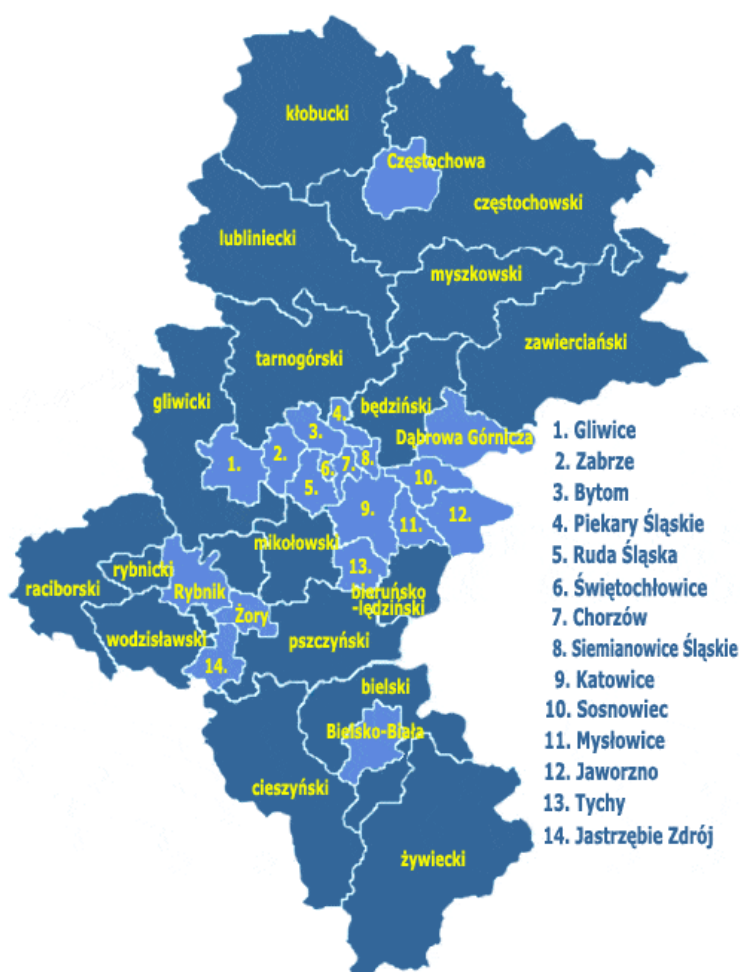 kłobucki
Częstochowa
częstochowski
lubliniecki
myszkowski
zawierciański
tarnogórski
gliwicki
będziński
Dąbrowa Górnicza
1.
2.
3.
4.
5.
6.
7.
8.
9.
10.
11.
12.
13.
mikołowski
bieruńsko
-lędziński
raciborski
rybnicki
Rybnik
Żory
wodzisławski
14.
pszczyński
bielski
Bielsko-Biała
cieszyński
żywiecki
1. Gliwice
2. Zabrze
3. Bytom
4. Piekary Śląskie
5. Ruda Śląska
6. Świętochłowice
7. Chorzów
8. Siemianowice Śląskie
9. Katowice
10. Sosnowiec
11. Mysłowice
12. Jaworzno
13. Tychy
14. Jastrzębie Zdrój